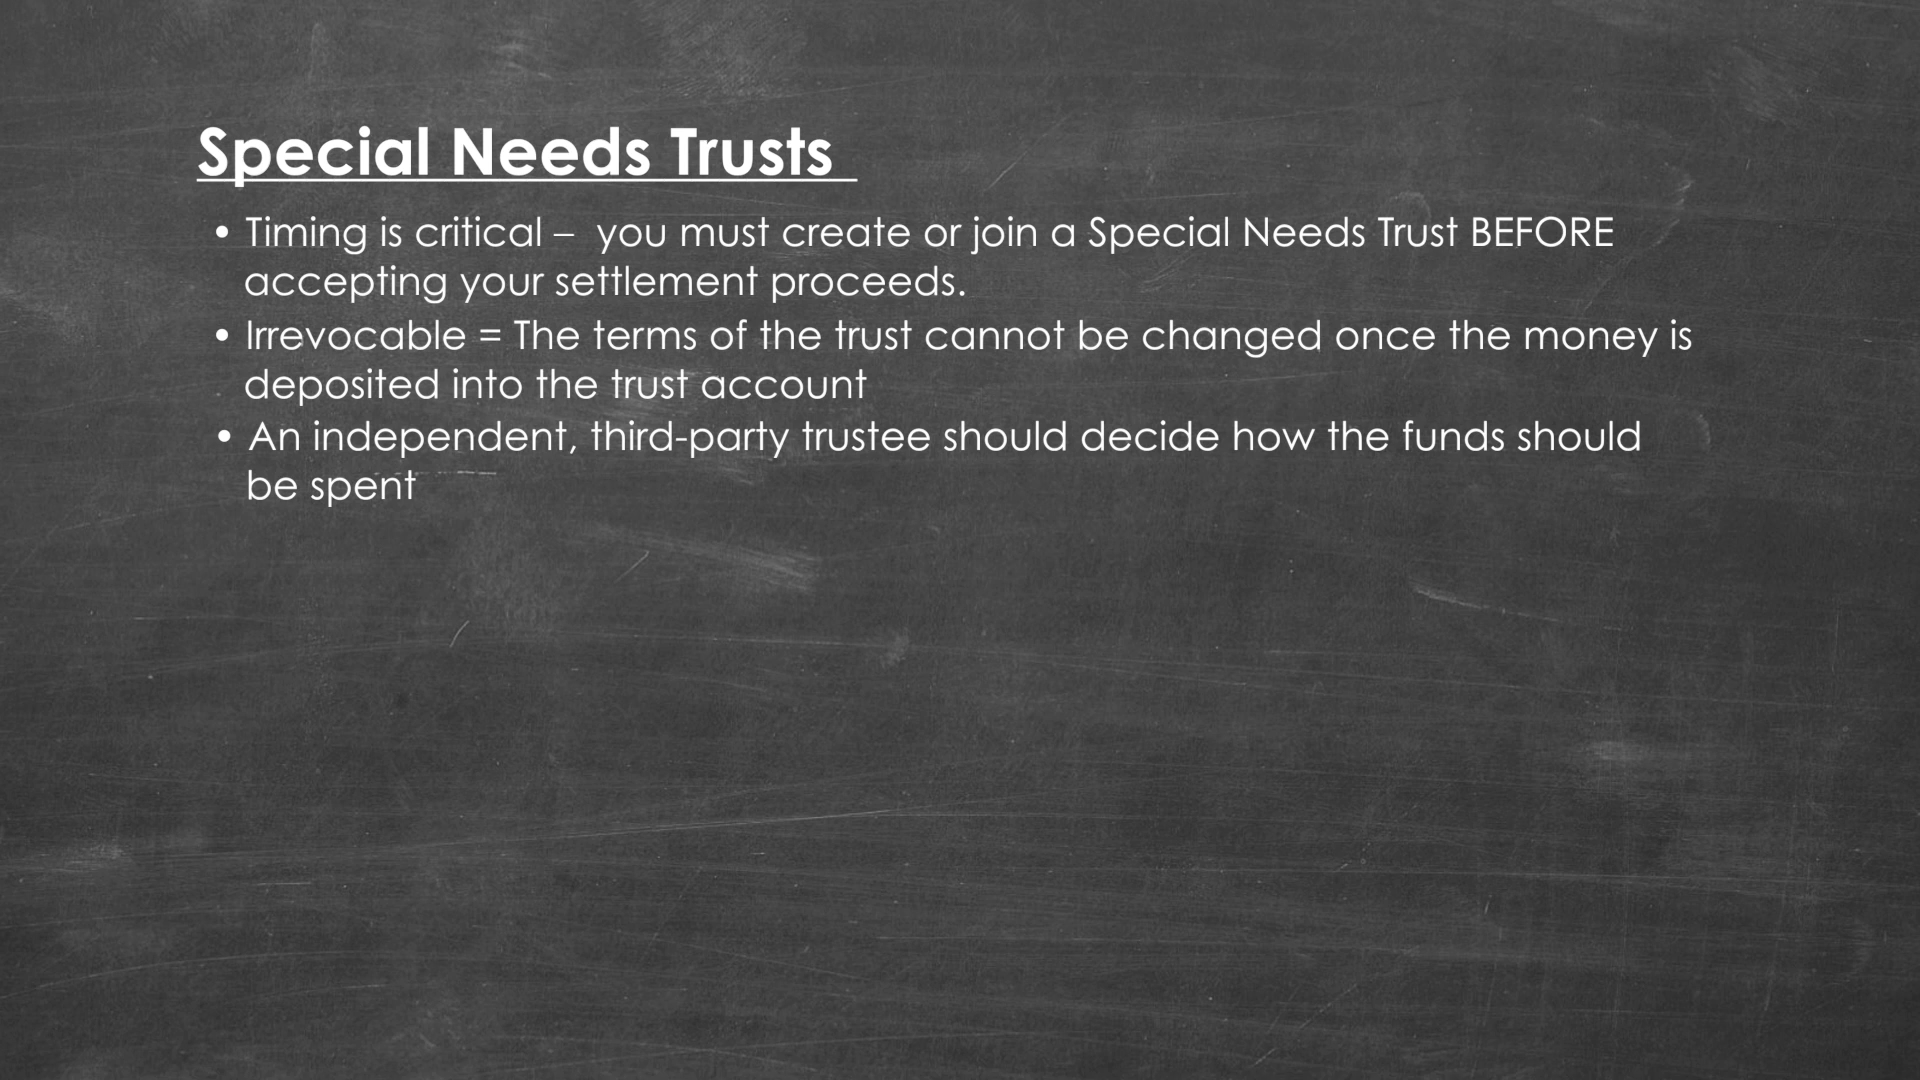 Special Needs Trusts
• Timing is critical –  you must create or join a Special Needs Trust BEFORE
accepting your settlement proceeds.
• Irrevocable = The terms of the trust cannot be changed once the money is
deposited into the trust account
• An independent, third-party trustee should decide how the funds should
be spent